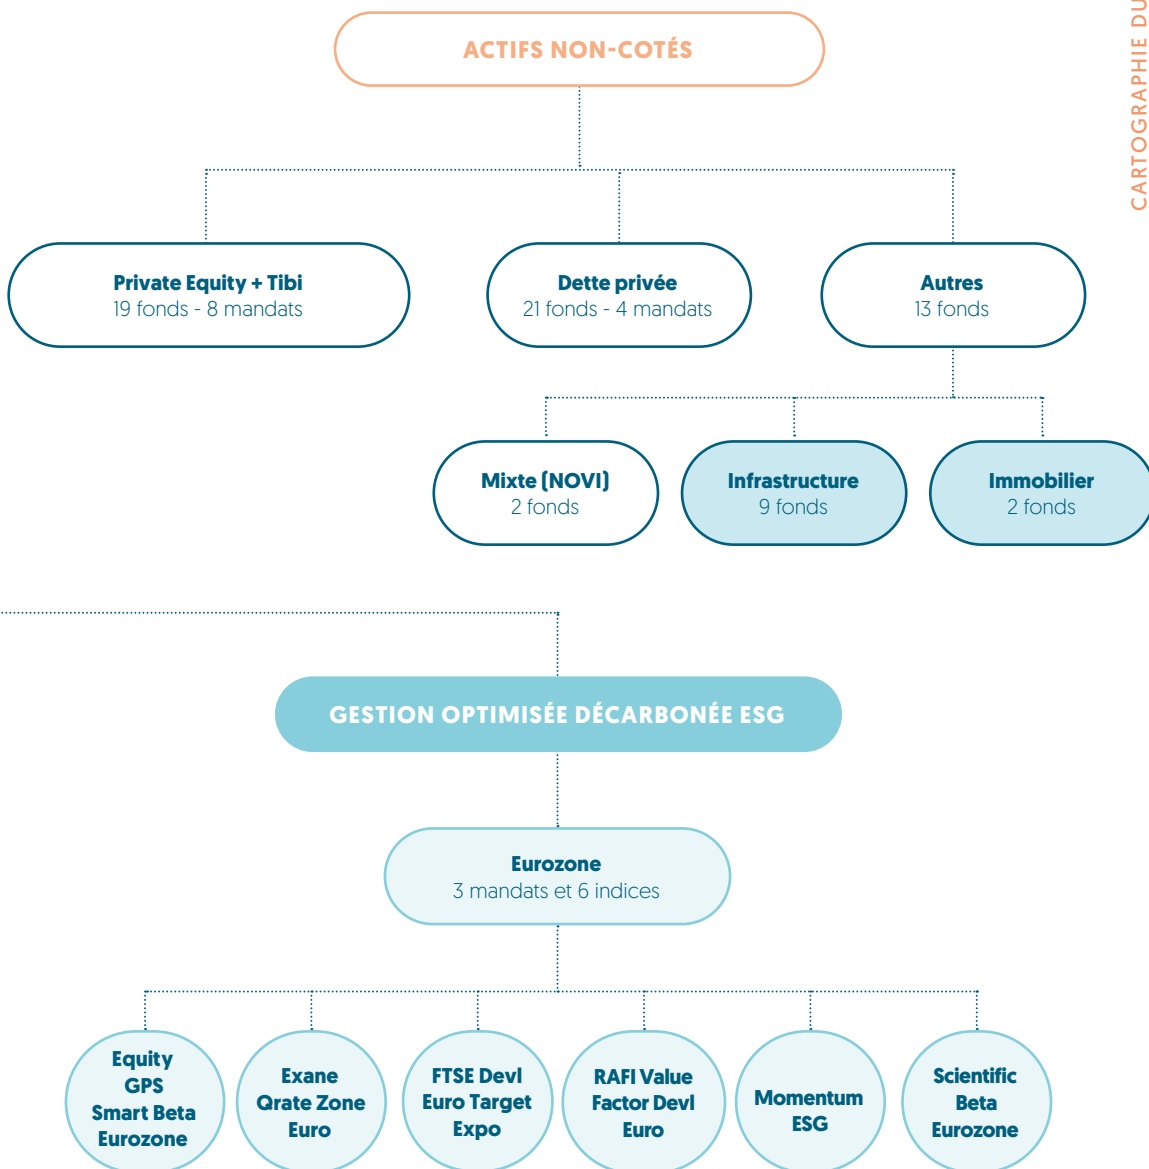 CARTOGRAPHIE DU
ACTIFS NON-COTÉS
Private Equity + Tibi
19 fonds - 8 mandats
Dette privée
21 fonds - 4 mandats
Autres
13 fonds
Mixte (NOVI)
2 fonds
Infrastructure
9 fonds
Immobilier
2 fonds
GESTION OPTIMISÉE DÉCARBONÉE ESG
Eurozone
3 mandats et 6 indices
Equity
GPS
Smart Beta
Eurozone
Exane
Qrate Zone
Euro
FTSE Devl
Euro Target
Expo
RAFI Value
Factor Devl
Euro
Momentum
ESG
Scientific
Beta
Eurozone